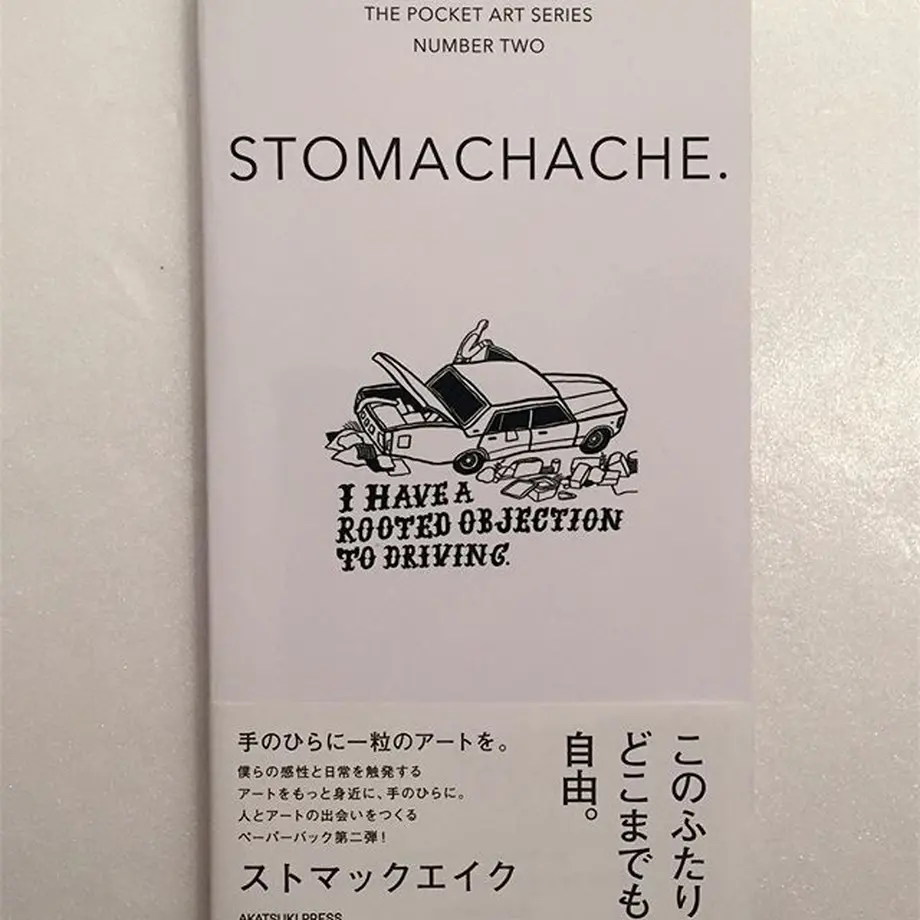 THE POCKET ART SERIES
NUMBER TWO
STOMACHACHE.
I HAVE A
ROOTED OBJECTION
TO DRIVING.
手のひらに一粒のアートを。
僕らの感性と日常を触発する
アートをもっと身近に、手のひらに。
人とアートの出会いをつくる
ペーパーバック第二弾!
ストマックエイク
AKATSUKI PRESS
このふたり
どこまでも
自由。